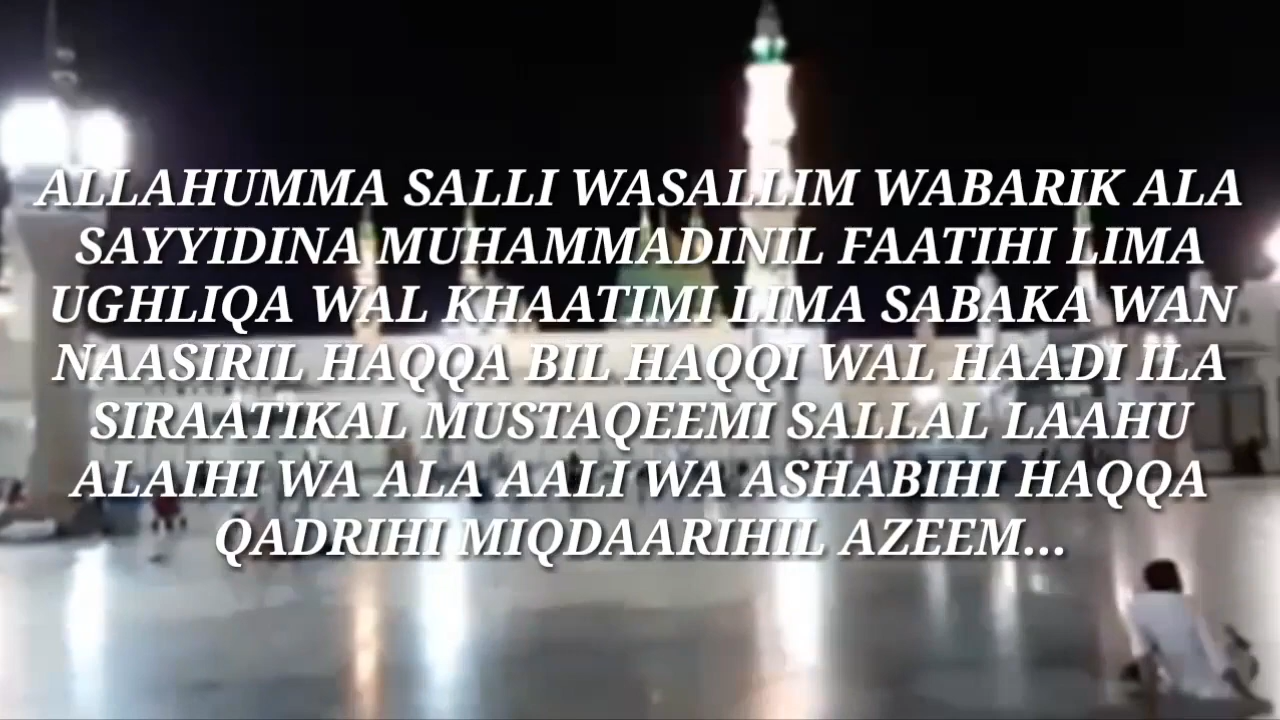 ALLAHUMMA SALLI WASALLIM WABARIK ALA
SAYYIDINA MUHAMMADINIL FAATIHI LIMA
UGHLIQA WAL KHAATIMI LIMA SABAKA WAN
NAASIRIL HAQQA BIL HAQQI WAL HAADI ILA
SIRAATIKAL MUSTAQEEMI SALLAL LAAHU
ALAIHI WA ALA AALI WA ASHABIHI HAQQA
QADRIHI MIQDAARIHIL AZEEM...